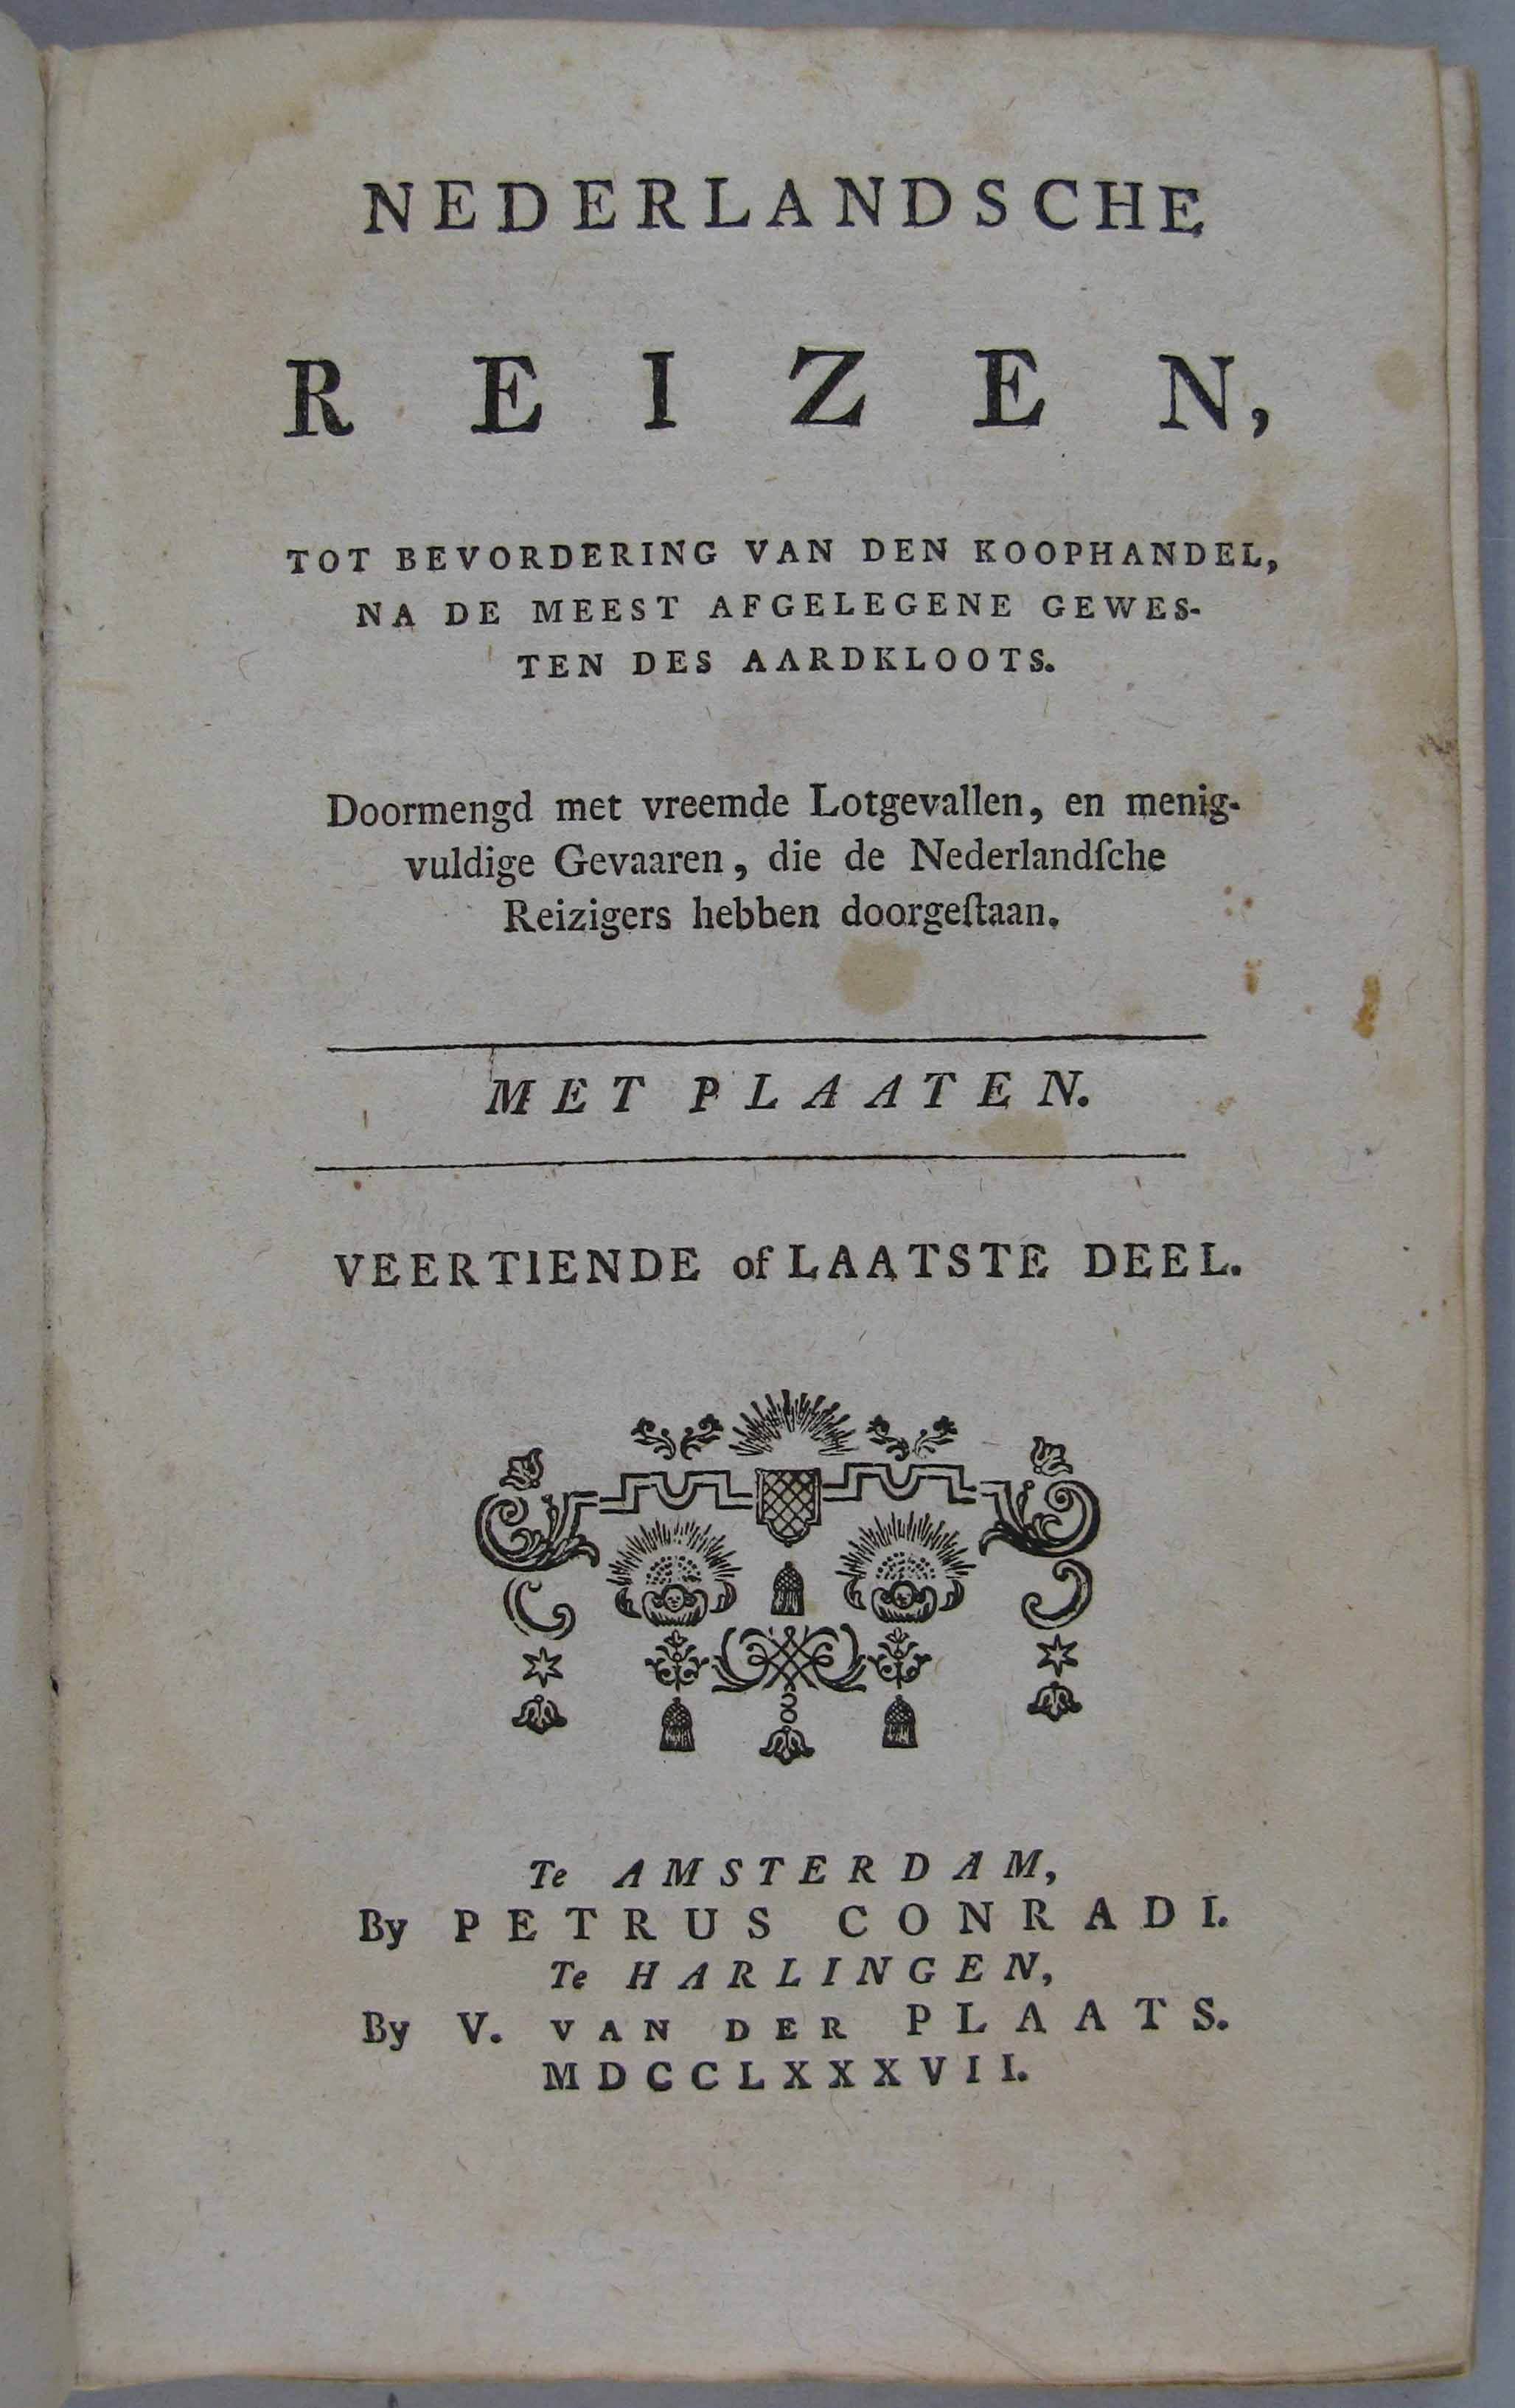 NEDERLANDSCHE
REIZEN,
TOT BEVORDERING VAN DEN KOOPHANDEL,
NA DE MEEST AFGELEGENE GEWES-
TEN DES AARDKLOOTS.
Doormengd met vreemde Lotgevallen, en menig-
vuldige Gevaaren, die de Nederlandſche
Reizigers hebben doorgeſtaan.
MET PLAATEN.
VEERTIENDE of LAATSTE DEEL.
Te AMSTERDAM,
By PETRUS CONRADI.
Te HARLINGEN,
By V. VAN DER PLAATS.
MDCCLXXXVII.